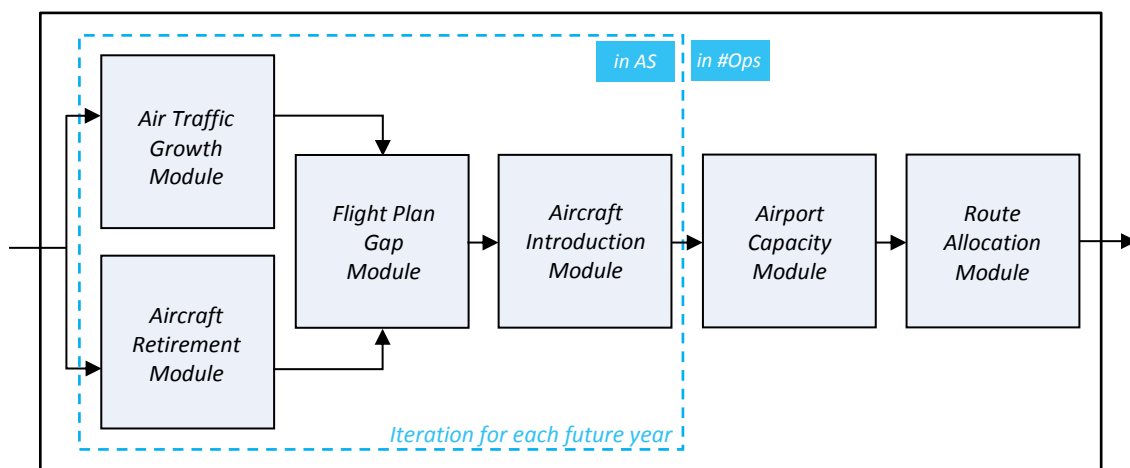 in AS
in #Ops
Air Traffic
Growth
Module
Flight Plan
Gap
Module
Aircraft
Introduction
Module
Airport
Capacity
Module
Route
Allocation
Module
Aircraft
Retirement
Module
Iteration for each future year